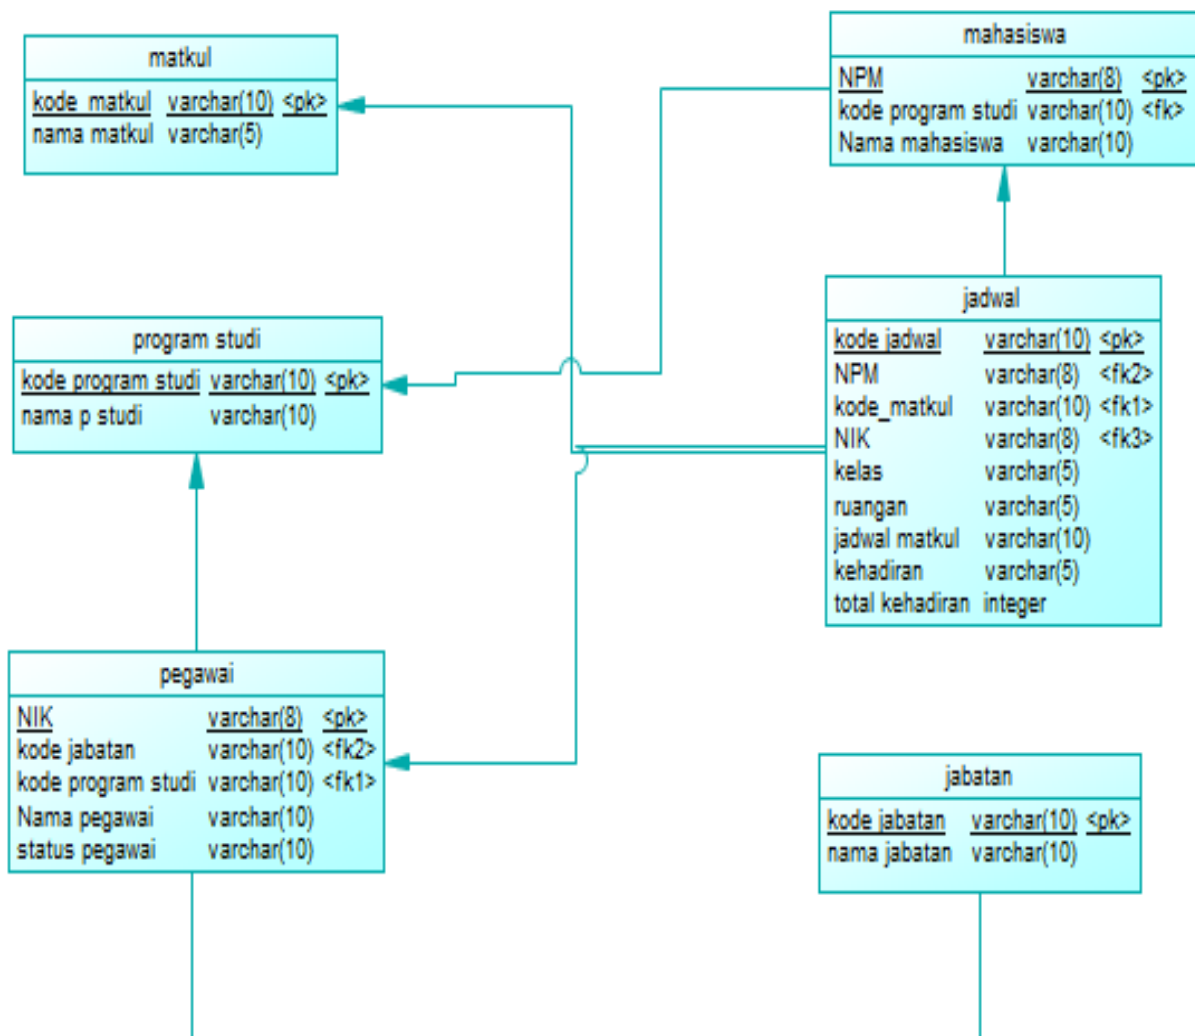 matkul
kode_matkul varchar(10) <pk>
nama matkul varchar(5)
mahasiswa
NPM varchar(8) <pk>
kode program studi varchar(10) <fk>
Nama mahasiswa varchar(10)
program studi
kode program studi varchar(10) <pk>
nama p studi varchar(10)
jadwal
kode jadwal varchar(10) <pk>
NPM varchar(8) <fk2>
kode_matkul varchar(10) <fk1>
NIK varchar(8) <fk3>
kelas varchar(5)
ruangan varchar(5)
jadwal matkul varchar(10)
kehadiran varchar(5)
total kehadiran integer
pegawai
NIK varchar(8) <pk>
kode jabatan varchar(10) <fk2>
kode program studi varchar(10) <fk1>
Nama pegawai varchar(10)
status pegawai varchar(10)
jabatan
kode jabatan varchar(10) <pk>
nama jabatan varchar(10)